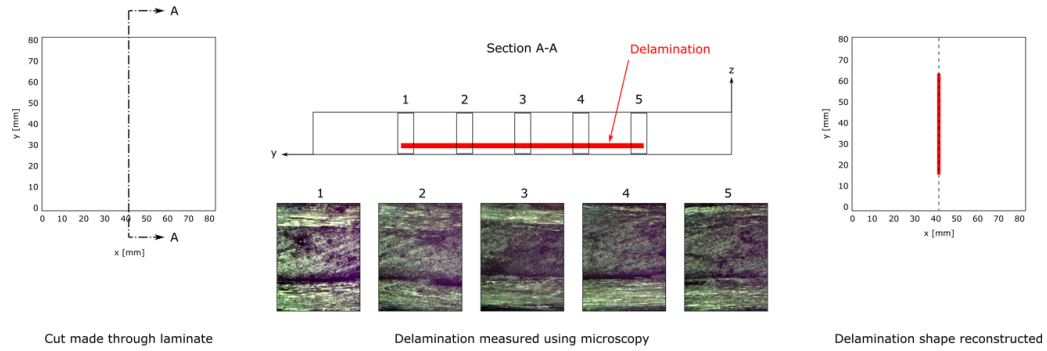 A
80
70
60
50
40
30
20
10
0
y [mm]
0 10 20 30 40 50 60 70 80
A
x [mm]
Cut made through laminate
Section A-A
Delamination
z
1 2 3 4 5
y
1 2 3 4 5
Delamination measured using microscopy
80
70
60
50
40
30
20
10
0
y [mm]
0 10 20 30 40 50 60 70 80
x [mm]
Delamination shape reconstructed